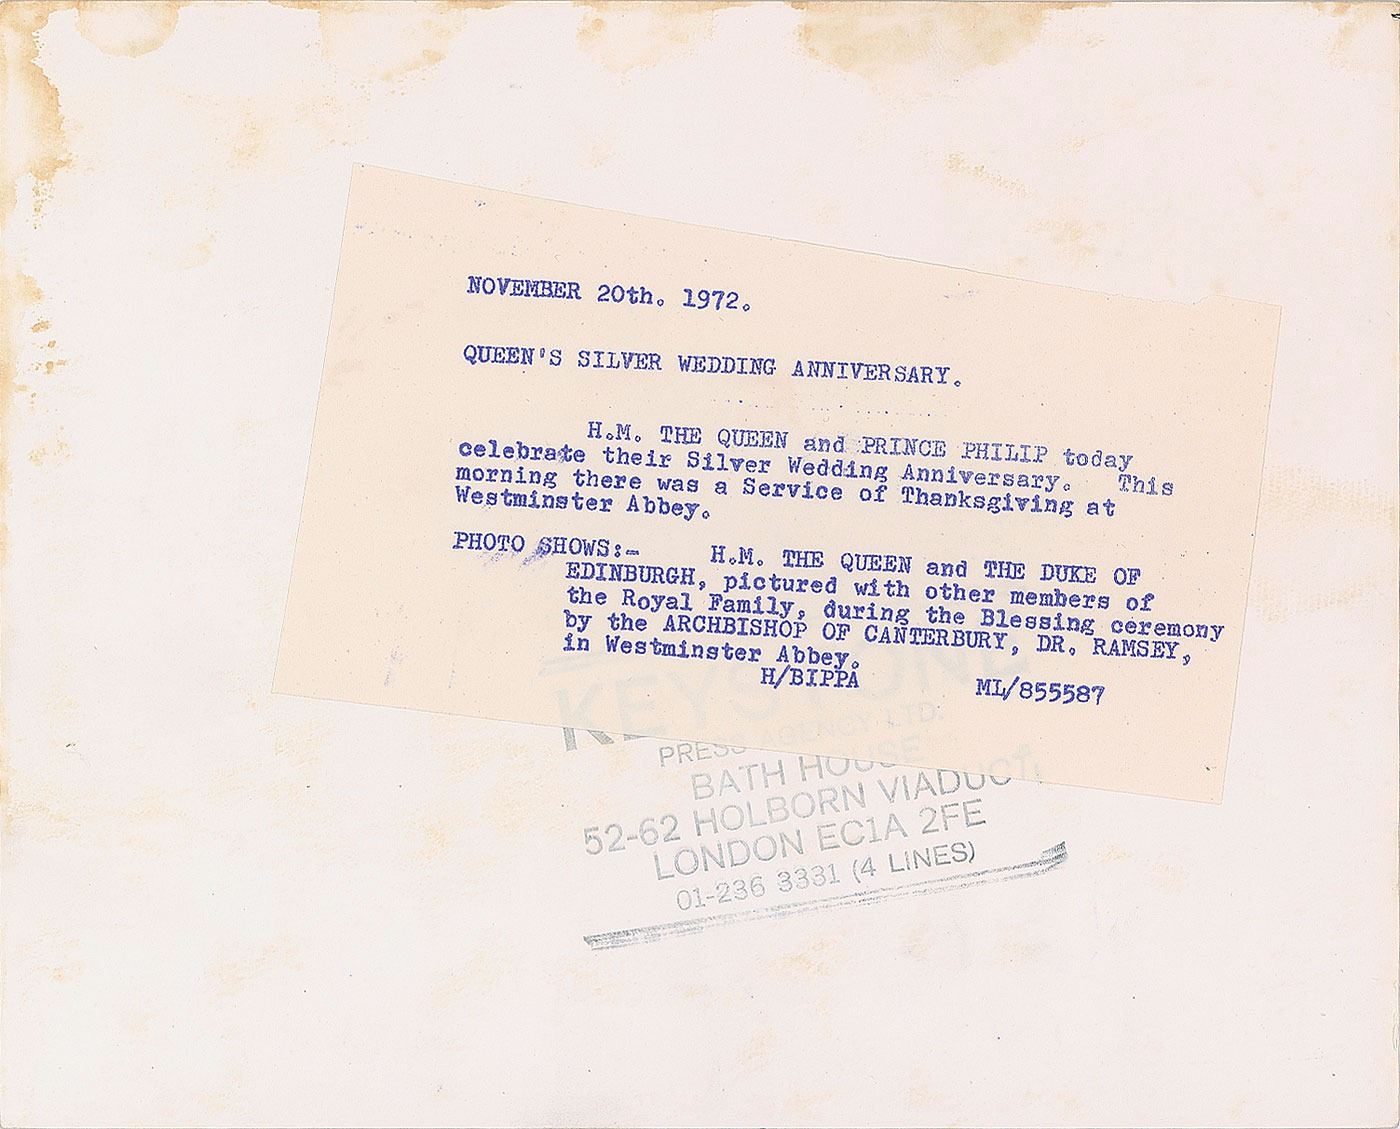 NOVEMBER 20th. 1972.
QUEEN'S SILVER WEDDING ANNIVERSARY.
H.M. THE QUEEN and PRINCE PHILIP today
celebrate their Silver Wedding Anniversary. This
morning there was a Service of Thanksgiving at
Westminster Abbey.
PHOTO SHOWS:- H.M. THE QUEEN and THE DUKE OF
EDINBURGH, pictured with other members of
the Royal Family, during the Blessing ceremony
by the ARCHBISHOP OF CANTERBURY, DR. RAMSEY,
in Westminster Abbey.
H/BIPPA ML/855587
KEYSTONE
PRESS AGENCY LTD.
BATH HOUSE
52-62 HOLBORN VIADUCT,
LONDON EC1A 2FE
01-236 3331 (4 LINES)